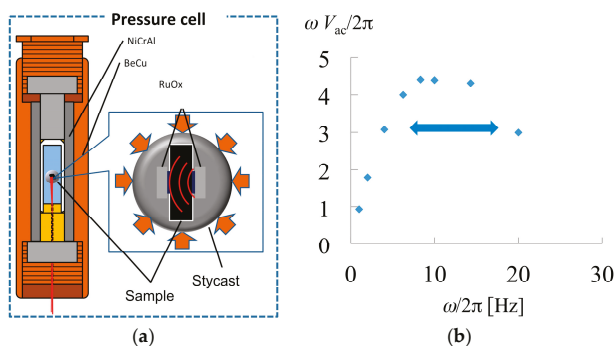 Pressure cell
NiCrAl
BeCu
RuOx
Sample
Stycast
(a)
ω Vac/2π
5
4
3
2
1
0
0 10 20 30
ω/2π [Hz]
(b)